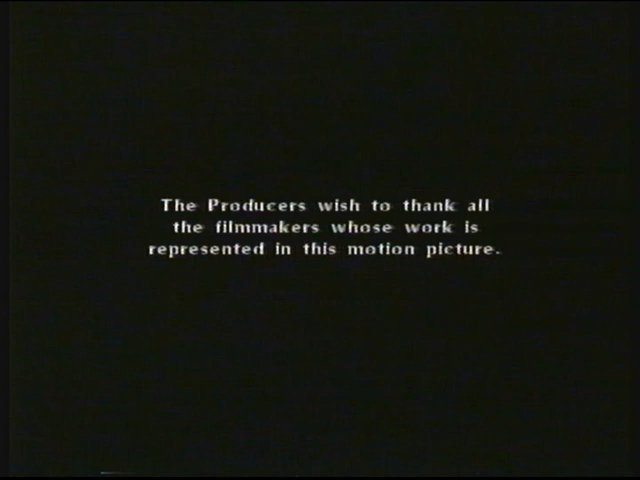 The Producers wish to thank all
the filmmakers whose work is
represented in this motion picture.